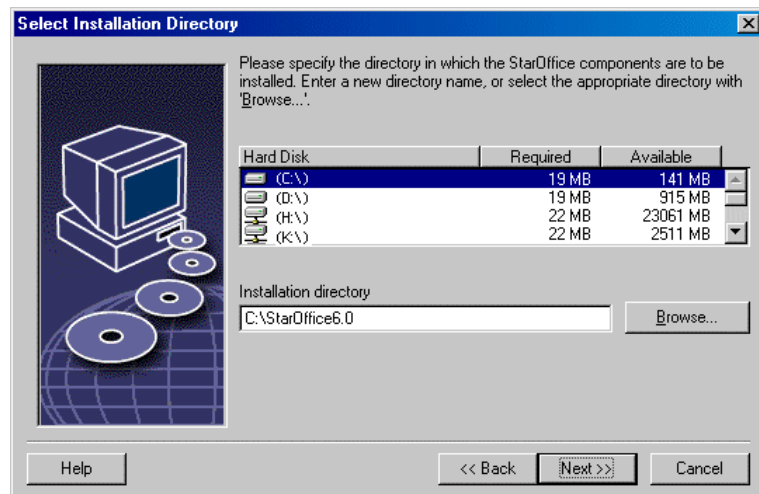 Select Installation Directory
Please specify the directory in which the StarOffice components are to be
installed. Enter a new directory name, or select the appropriate directory with
'Browse...'.
Hard Disk Required Available
(C:\) 19 MB 141 MB
(D:\) 19 MB 915 MB
(H:\) 22 MB 23061 MB
(K:\) 22 MB 2511 MB
Installation directory
C:\StarOffice6.0 Browse...
Help << Back Next >> Cancel